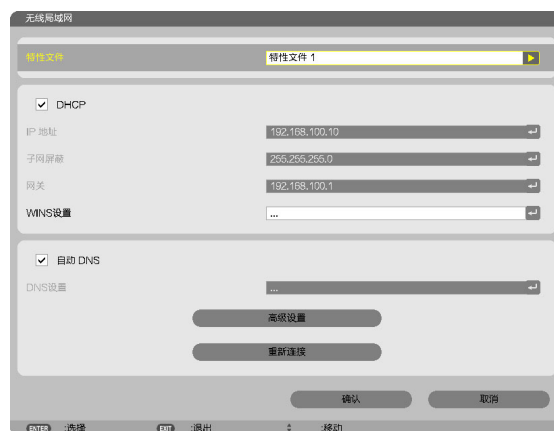 无线局域网
特性文件 特性文件 1
DHCP
IP 地址 192.168.100.10
子网屏蔽 255.255.255.0
网关 192.168.100.1
WINS设置 ...
自动 DNS
DNS设置 ...
高级设置
重新连接
确认 取消
ENTER :选择 EXIT :退出 :移动